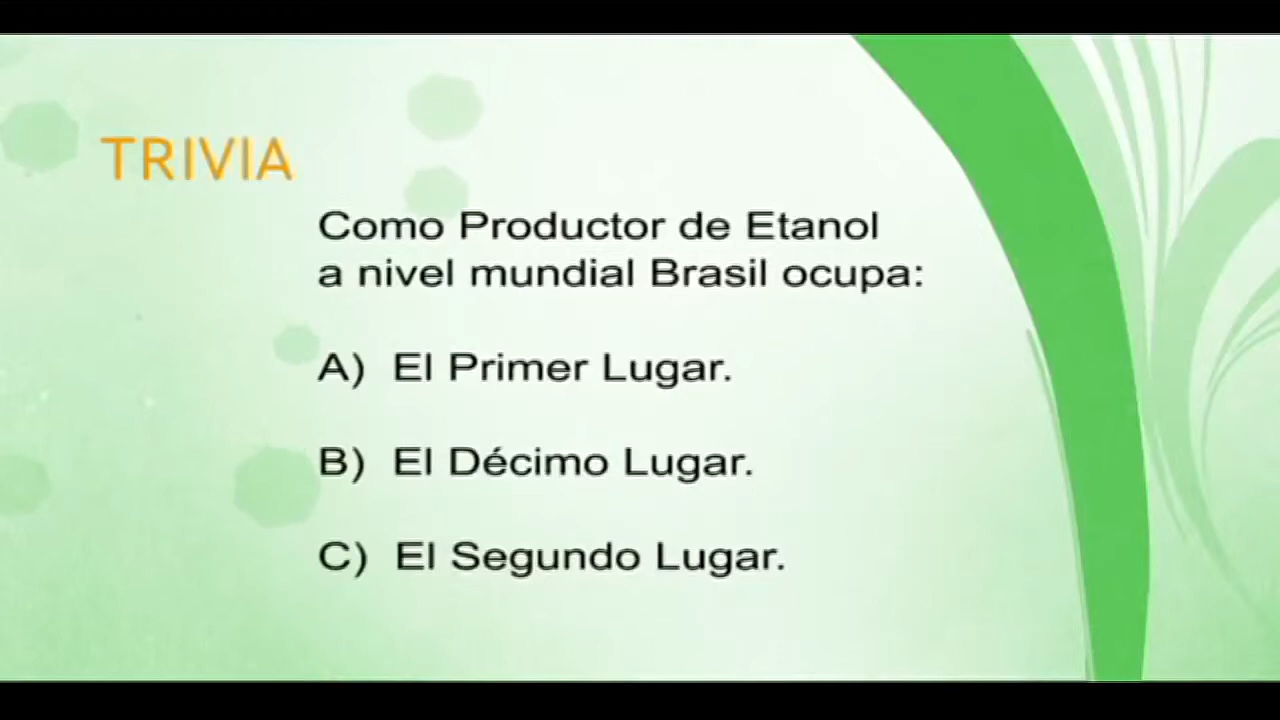 TRIVIA
Como Productor de Etanol
a nivel mundial Brasil ocupa:
A) El Primer Lugar.
B) El Décimo Lugar.
C) El Segundo Lugar.